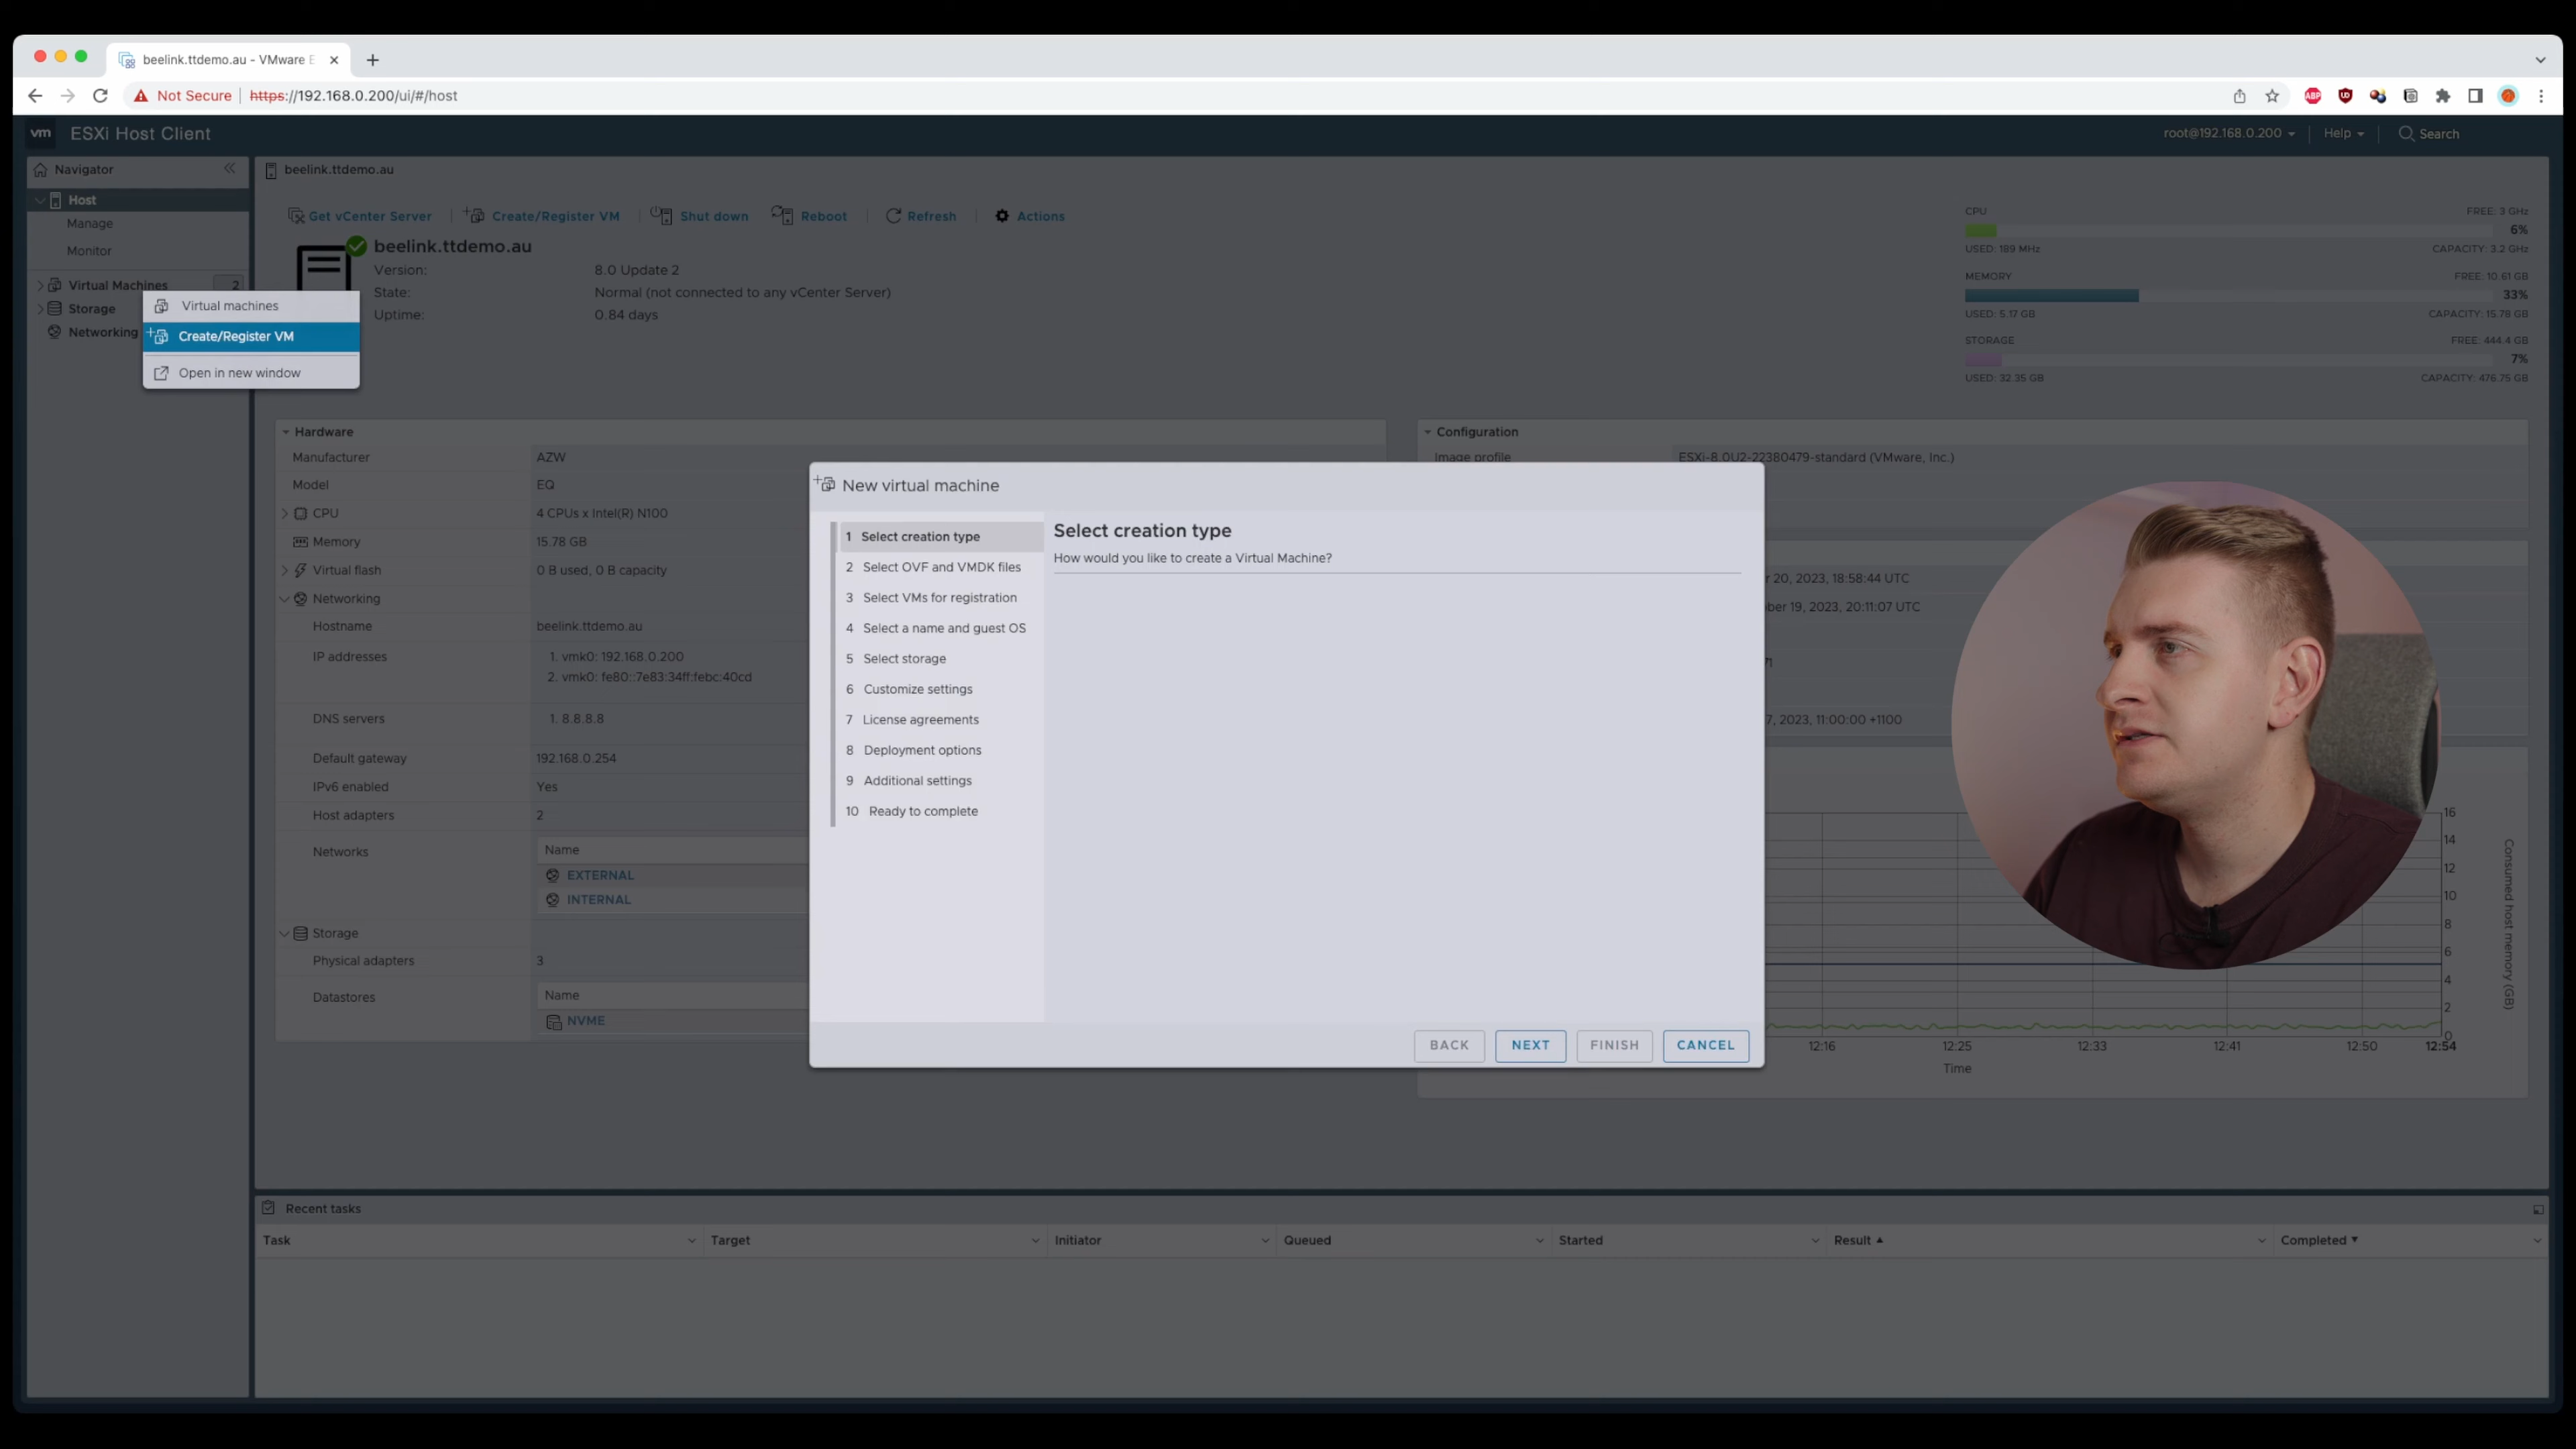 beelink.ttdemo.au - VMware E
Not Secure https://192.168.0.200/ui/#/host
ABP
UD
vm ESXi Host Client
root@192.168.0.200 Help Search
Navigator
Host
Manage
Monitor
Virtual Machines 2
Storage
Networking
Virtual machines
Create/Register VM
Open in new window
beelink.ttdemo.au
Get vCenter Server Create/Register VM Shut down Reboot Refresh Actions
beelink.ttdemo.au
Version: 8.0 Update 2
State: Normal (not connected to any vCenter Server)
Uptime: 0.84 days
CPU FREE: 3 GHz
6%
USED: 189 MHz CAPACITY: 3.2 GHz
MEMORY FREE: 10.61 GB
33%
USED: 5.17 GB CAPACITY: 15.78 GB
STORAGE FREE: 444.4 GB
7%
USED: 32.35 GB CAPACITY: 476.75 GB
Hardware
Manufacturer AZW
Model EQ
CPU 4 CPUs x Intel(R) N100
Memory 15.78 GB
Virtual flash 0 B used, 0 B capacity
Networking
Hostname beelink.ttdemo.au
IP addresses 1. vmk0: 192.168.0.200
2. vmk0: fe80::7e83:34ff:febc:40cd
DNS servers 1. 8.8.8.8
Default gateway 192.168.0.254
IPv6 enabled Yes
Host adapters 2
Networks Name
EXTERNAL
INTERNAL
Storage
Physical adapters 3
Datastores Name
NVME
Configuration
Image profile ESXi-8.0U2-22380479-standard (VMware, Inc.)
r 20, 2023, 18:58:44 UTC
ber 19, 2023, 20:11:07 UTC
7, 2023, 11:00:00 +1100
New virtual machine
1 Select creation type
2 Select OVF and VMDK files
3 Select VMs for registration
4 Select a name and guest OS
5 Select storage
6 Customize settings
7 License agreements
8 Deployment options
9 Additional settings
10 Ready to complete
Select creation type
How would you like to create a Virtual Machine?
BACK NEXT FINISH CANCEL
16
14
12
10
8
6
4
2
0
Consumed host memory (GB)
12:16 12:25 12:33 12:41 12:50 12:54
Time
Recent tasks
Task Target Initiator Queued Started Result Completed